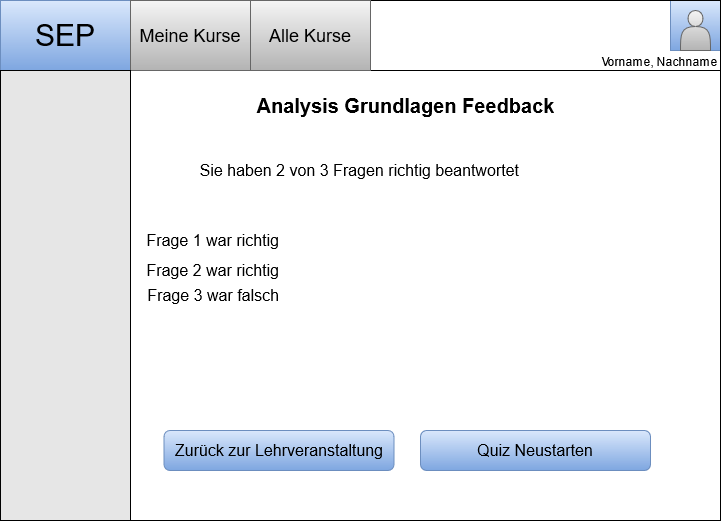 SEP
Meine Kurse
Alle Kurse
Vorname, Nachname
Analysis Grundlagen Feedback
Sie haben 2 von 3 Fragen richtig beantwortet
Frage 1 war richtig
Frage 2 war richtig
Frage 3 war falsch
Zurück zur Lehrveranstaltung
Quiz Neustarten